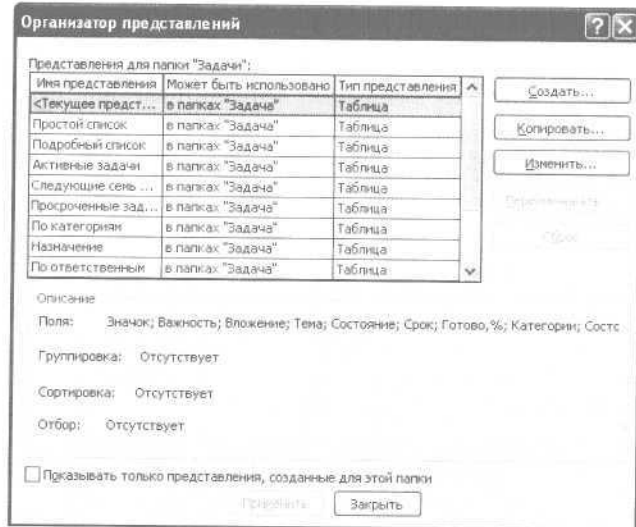 Организатор представлений
Представления для папки "Задачи":
Имя представления Может быть использовано Тип представления
<Текущее предст... в папках "Задача" Таблица
Простой список в папках "Задача" Таблица
Подробный список в папках "Задача" Таблица
Активные задачи в папках "Задача" Таблица
Следующие семь ... в папках "Задача" Таблица
Просроченные зад... в папках "Задача" Таблица
По категориям в папках "Задача" Таблица
Назначение в папках "Задача" Таблица
По ответственным в папках "Задача" Таблица
Создать...
Копировать...
Изменить...
Сброс
Описание
Поля: Значок; Важность; Вложение; Тема; Состояние; Срок; Готово,%; Категории; Состо
Группировка: Отсутствует
Сортировка: Отсутствует
Отбор: Отсутствует
Показывать только представления, созданные для этой папки
Применить Закрыть